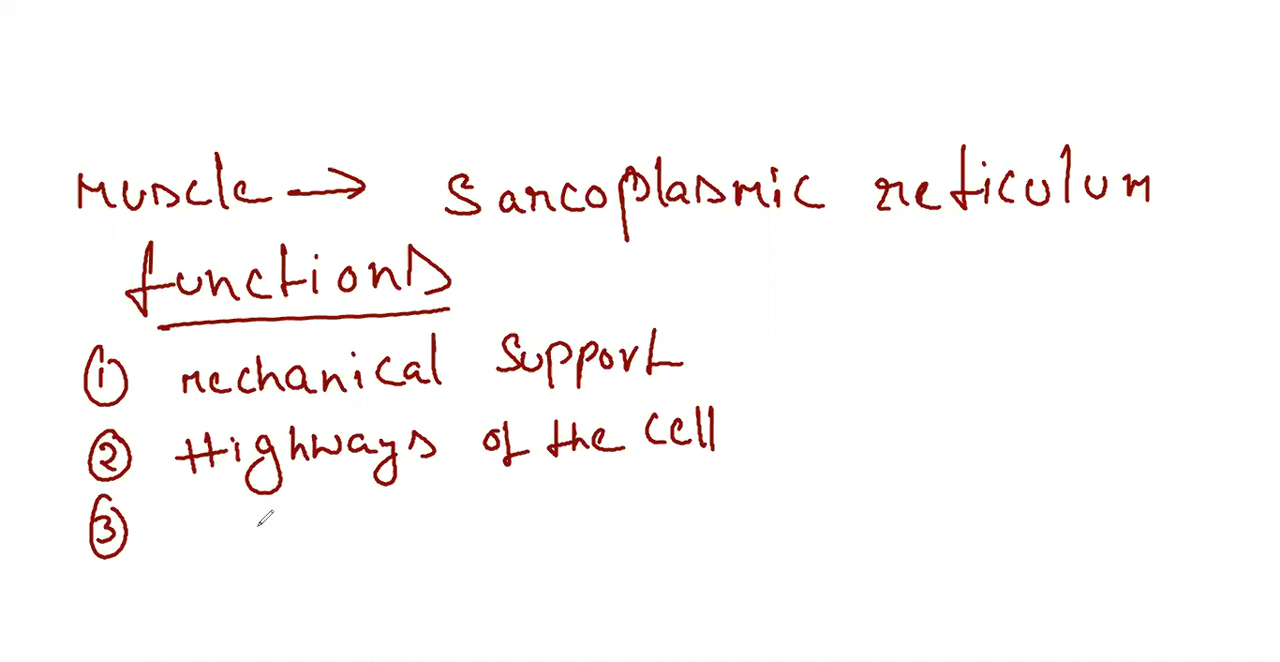 Muscle → Sarcoplasmic reticulum
functions
① mechanical support
② Highways of the cell
③